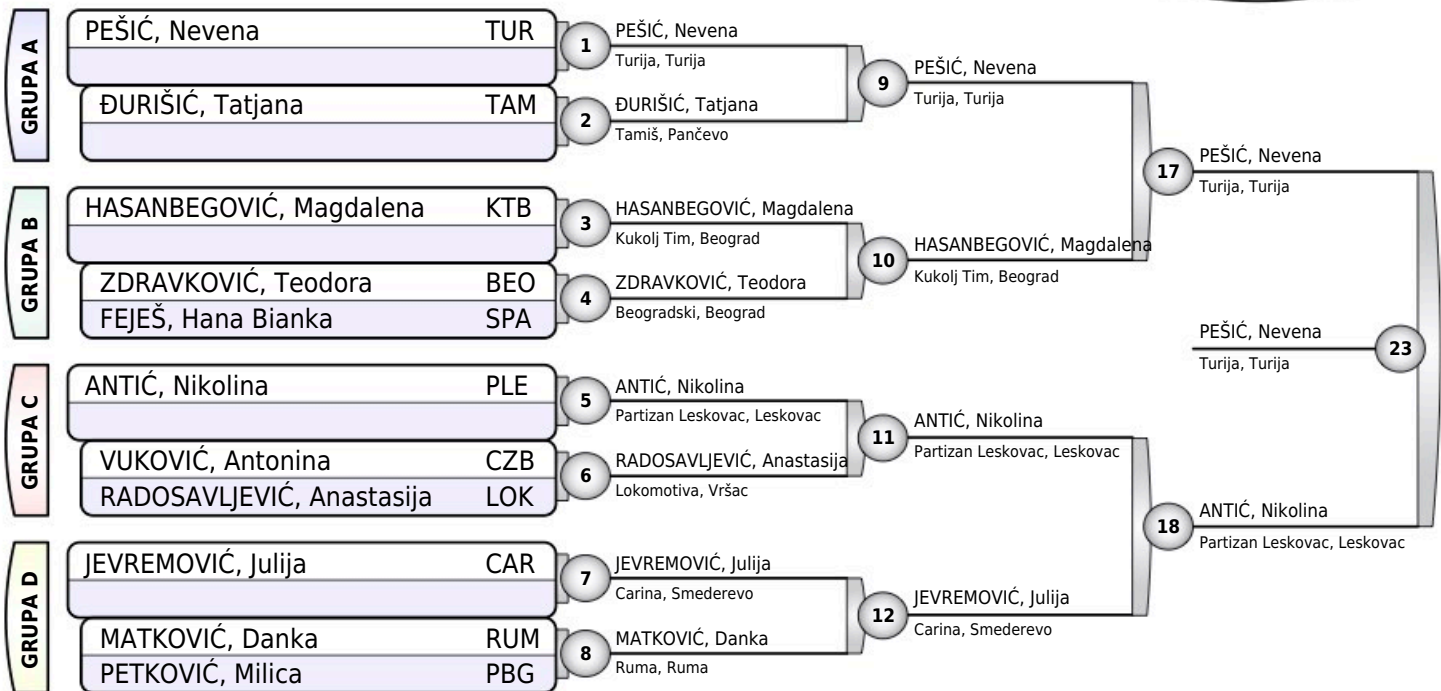 GRUPA A
PEŠIĆ, Nevena TUR
ĐURIŠIĆ, Tatjana TAM
GRUPA B
HASANBEGOVIĆ, Magdalena KTB
ZDRAVKOVIĆ, Teodora BEO
FEJEŠ, Hana Bianka SPA
GRUPA C
ANTIĆ, Nikolina PLE
VUKOVIĆ, Antonina CZB
RADOSAVLJEVIĆ, Anastasija LOK
GRUPA D
JEVREMOVIĆ, Julija CAR
MATKOVIĆ, Danka RUM
PETKOVIĆ, Milica PBG
1
PEŠIĆ, Nevena
Turija, Turija
2
ĐURIŠIĆ, Tatjana
Tamiš, Pančevo
3
HASANBEGOVIĆ, Magdalena
Kukolj Tim, Beograd
4
ZDRAVKOVIĆ, Teodora
Beogradski, Beograd
5
ANTIĆ, Nikolina
Partizan Leskovac, Leskovac
6
RADOSAVLJEVIĆ, Anastasija
Lokomotiva, Vršac
7
JEVREMOVIĆ, Julija
Carina, Smederevo
8
MATKOVIĆ, Danka
Ruma, Ruma
9
PEŠIĆ, Nevena
Turija, Turija
10
HASANBEGOVIĆ, Magdalena
Kukolj Tim, Beograd
11
ANTIĆ, Nikolina
Partizan Leskovac, Leskovac
12
JEVREMOVIĆ, Julija
Carina, Smederevo
17
PEŠIĆ, Nevena
Turija, Turija
18
ANTIĆ, Nikolina
Partizan Leskovac, Leskovac
PEŠIĆ, Nevena
Turija, Turija
23